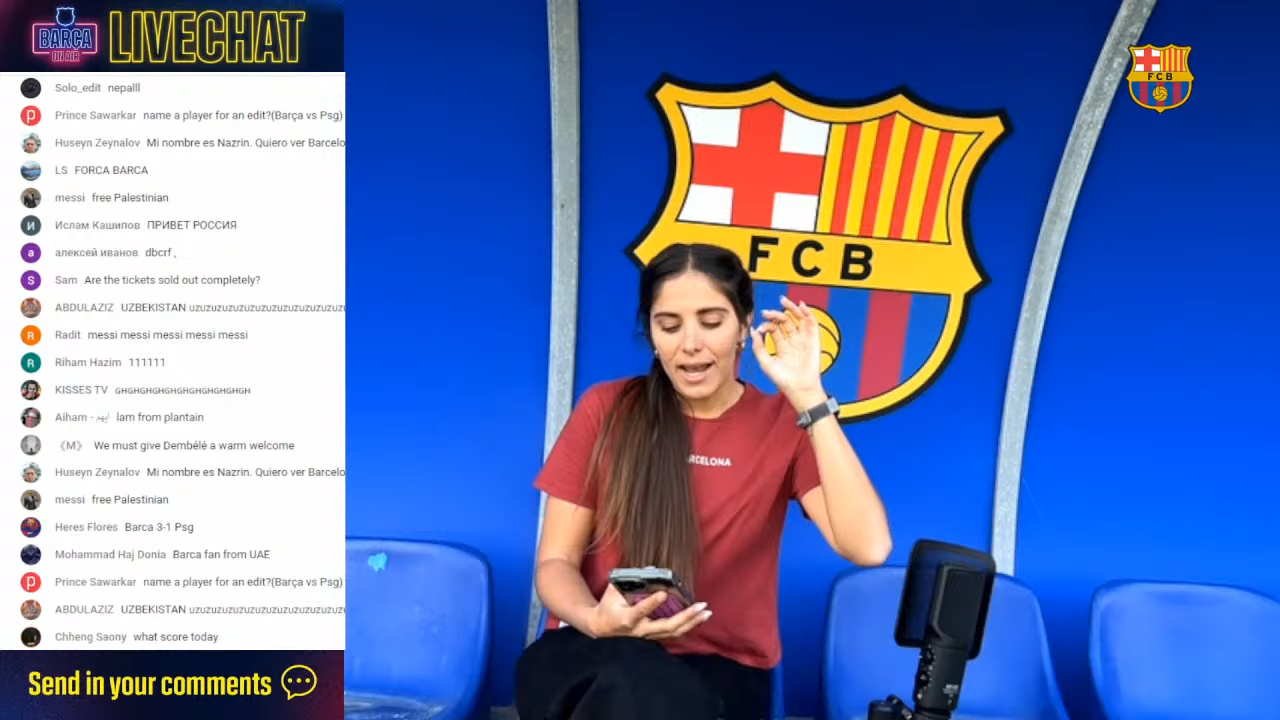 BARÇA
ON AIR
LIVECHAT
Solo_edit nepalll
Prince Sawarkar name a player for an edit?(Barça vs Psg)
Huseyn Zeynalov Mi nombre es Nazrin. Quiero ver Barcelo
LS FORCA BARCA
messi free Palestinian
Ислам Кашипов ПРИВЕТ РОССИЯ
алексей иванов dbcrf ,
Sam Are the tickets sold out completely?
ABDULAZIZ UZBEKISTAN
Radit messi messi messi messi messi
Riham Hazim 111111
KISSES TV ɢʜɢʜɢʜɢʜɢʜɢʜɢʜɢʜɢʜɢʜ
Aiham - Iam from plantain
《M》 We must give Dembélé a warm welcome
Huseyn Zeynalov Mi nombre es Nazrin. Quiero ver Barcelo
messi free Palestinian
Heres Flores Barca 3-1 Psg
Mohammad Haj Donia Barca fan from UAE
Prince Sawarkar name a player for an edit?(Barça vs Psg)
ABDULAZIZ UZBEKISTAN
Chheng Saony what score today
Send in your comments
FCB
FCB
RCELONA